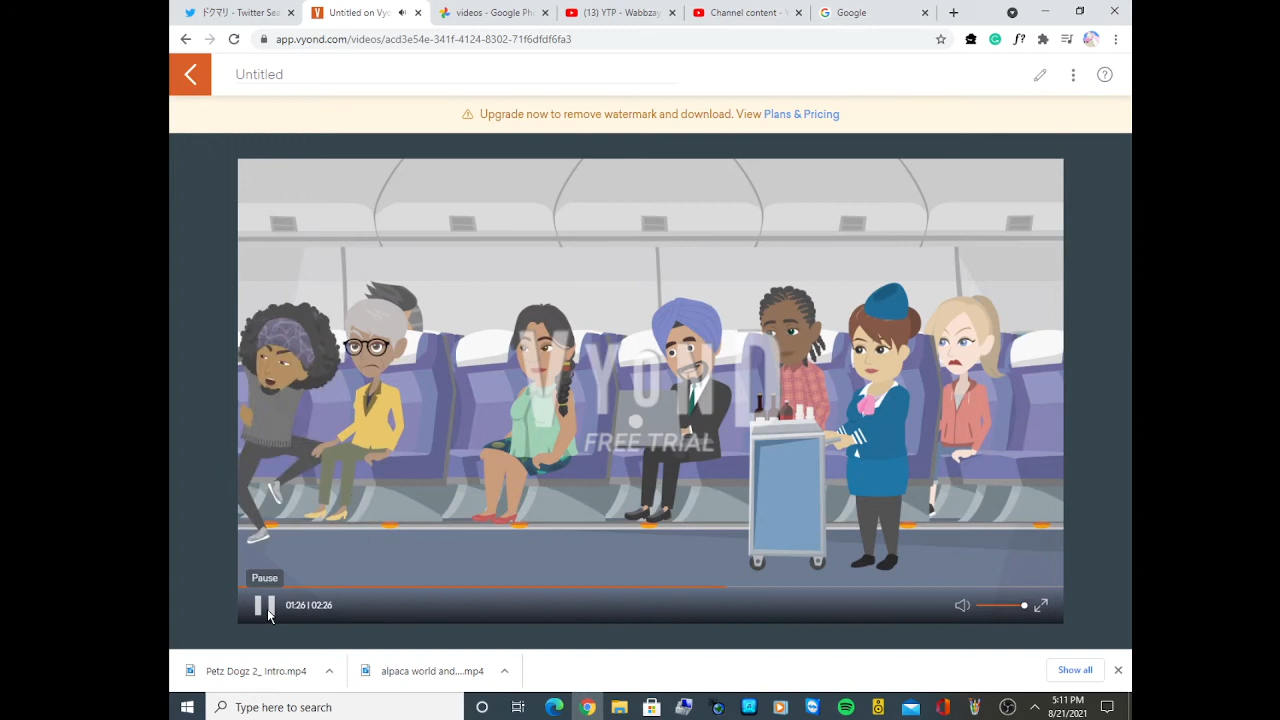 ドクマリ - Twitter Sea
Untitled on Vyo
videos - Google Pho
(13) YTP - Wabbzay
Channel content - Y
Google
app.vyond.com/videos/acd3e54e-341f-4124-8302-71f6dfdf6fa3
Untitled
Upgrade now to remove watermark and download. View Plans & Pricing
VYOND
FREE TRIAL
Pause
01:26 | 02:26
Petz Dogz 2_ Intro.mp4
alpaca world and....mp4
Show all
Type here to search
5:11 PM
8/21/2021